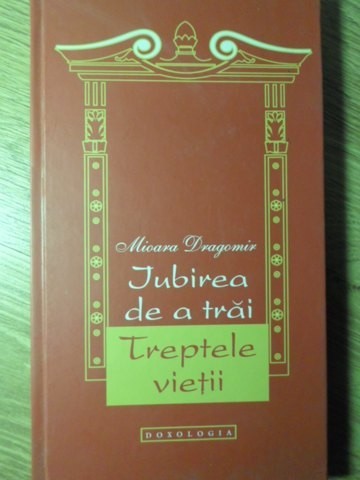 Mioara Dragomir
Iubirea
de a trăi
Treptele
vieții
DOXOLOGIA